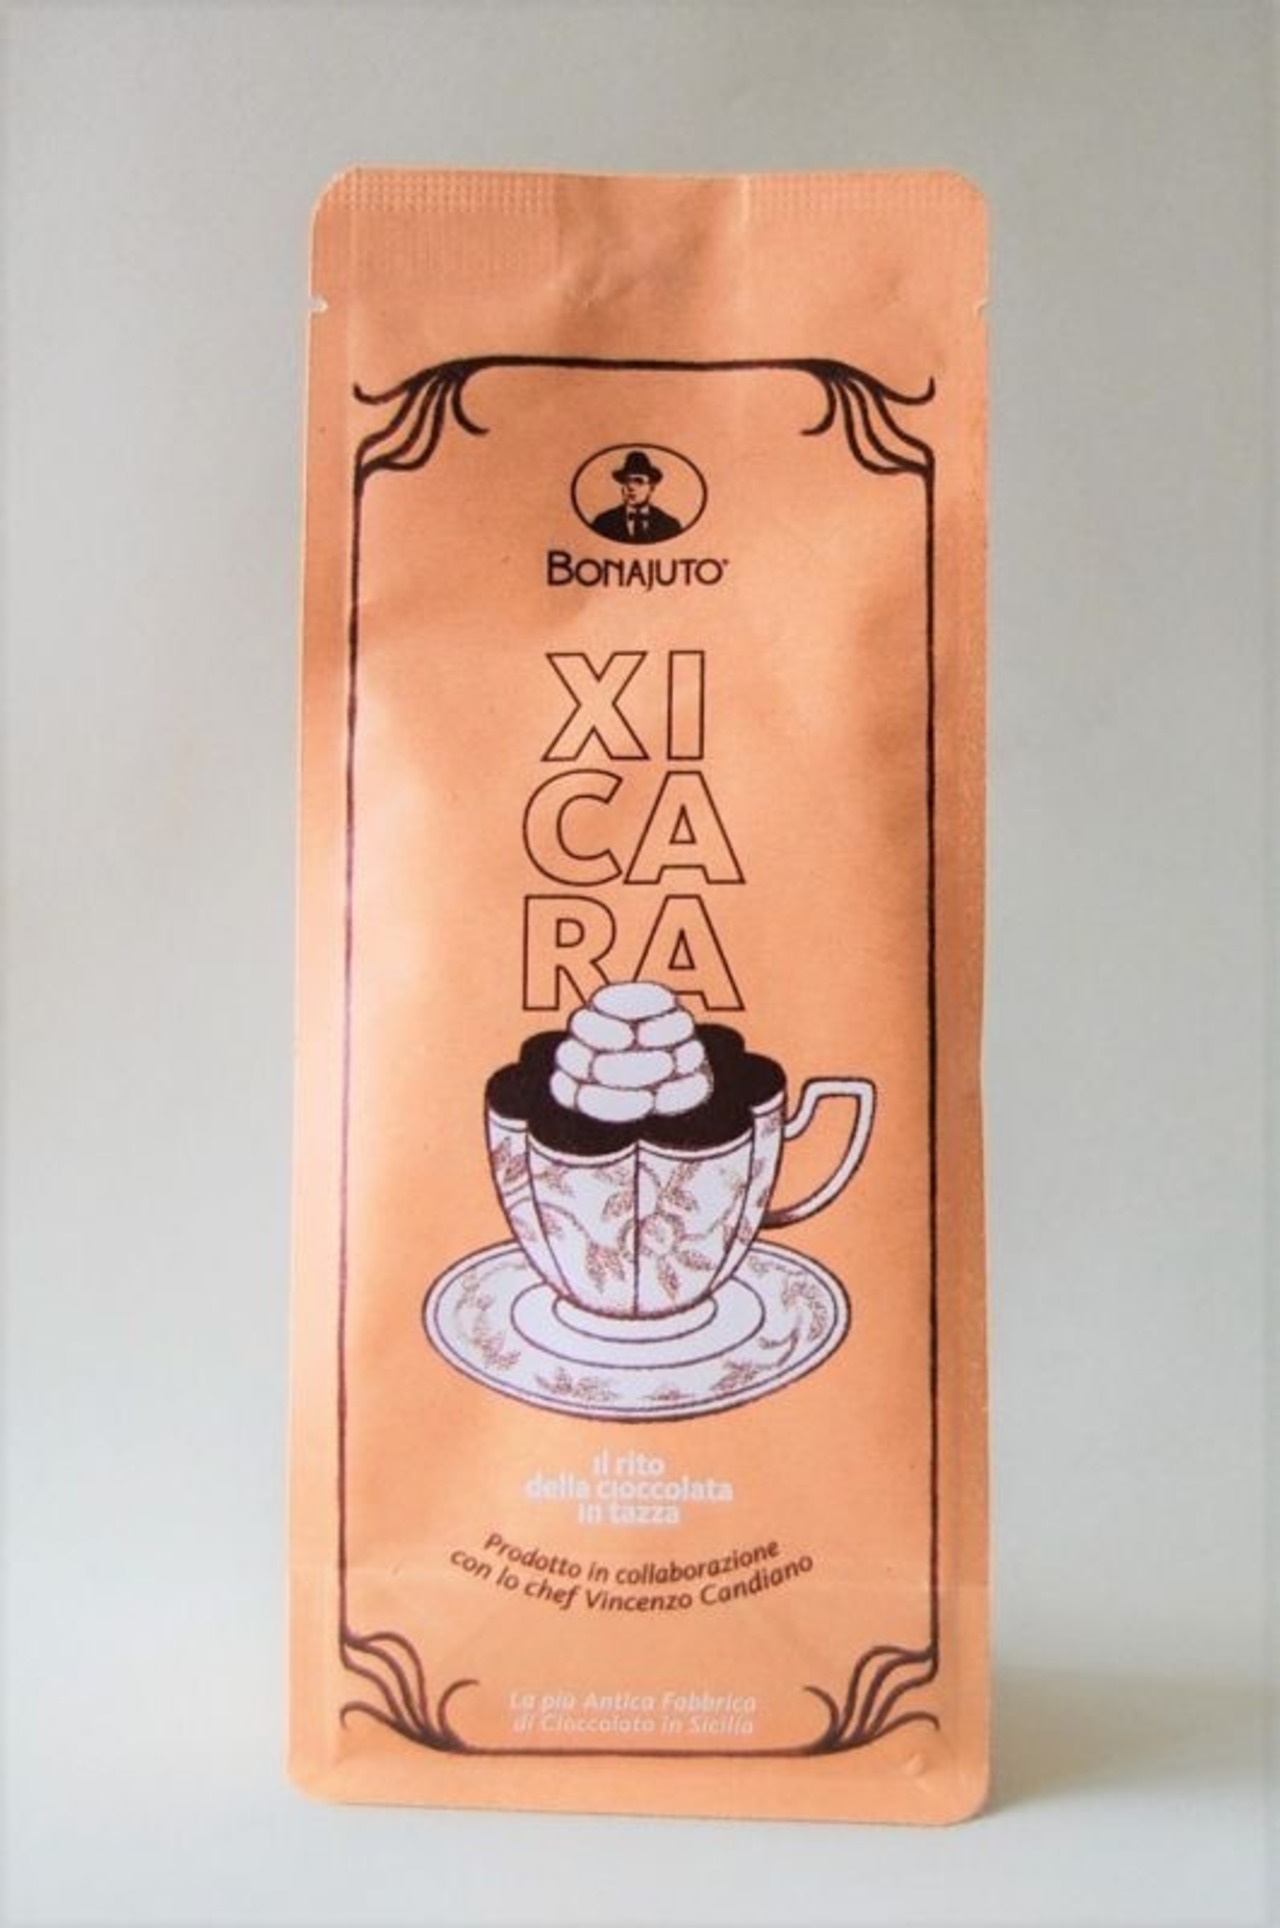 BONAJUTO
XI
CA
RA
il rito
della cioccolata
in tazza
Prodotto in collaborazione
con lo chef Vincenzo Candiano
La più Antica Fabbrica
di Cioccolato in Sicilia